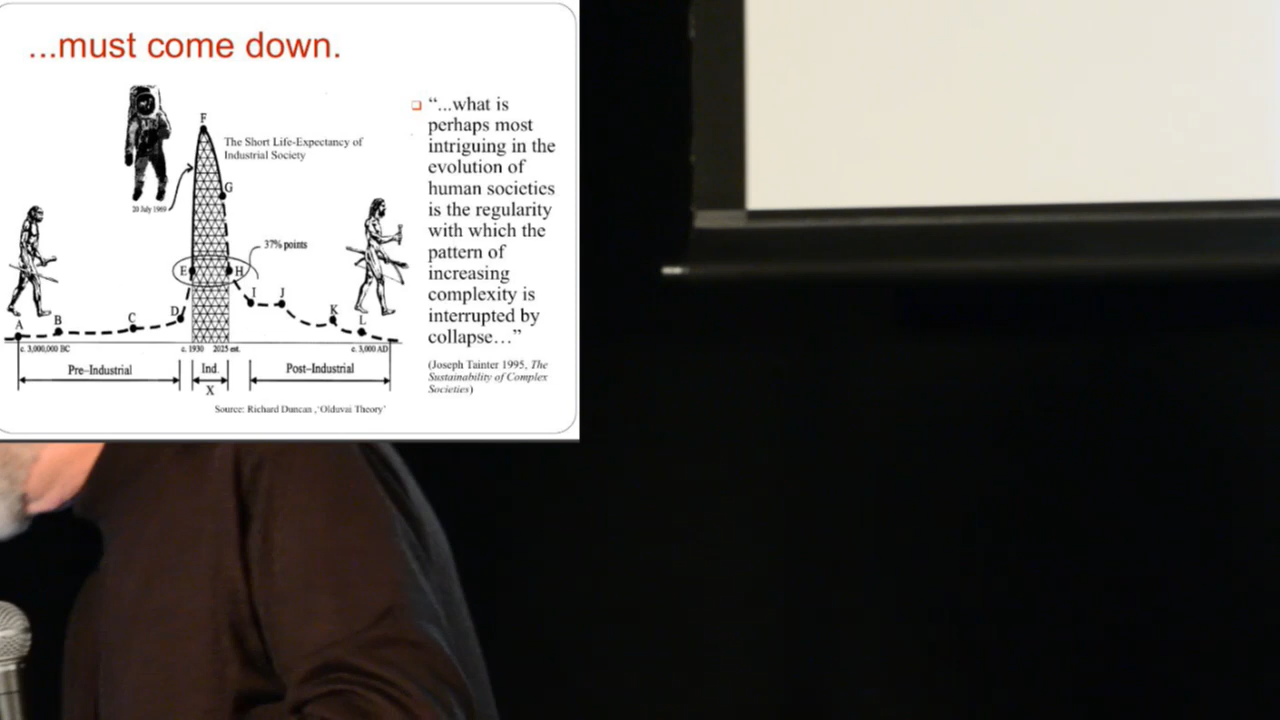 ...must come down.
F
The Short Life-Expectancy of
Industrial Society
G
20 July 1969
37% points
E
H
I
J
K
L
D
C
B
A
c. 3,000,000 BC
c. 1930
2025 est.
c. 3,000 AD
Pre–Industrial
Ind.
Post–Industrial
X
Source: Richard Duncan ,‘Olduvai Theory’
“...what is
perhaps most
intriguing in the
evolution of
human societies
is the regularity
with which the
pattern of
increasing
complexity is
interrupted by
collapse…”
(Joseph Tainter 1995, The
Sustainability of Complex
Societies)